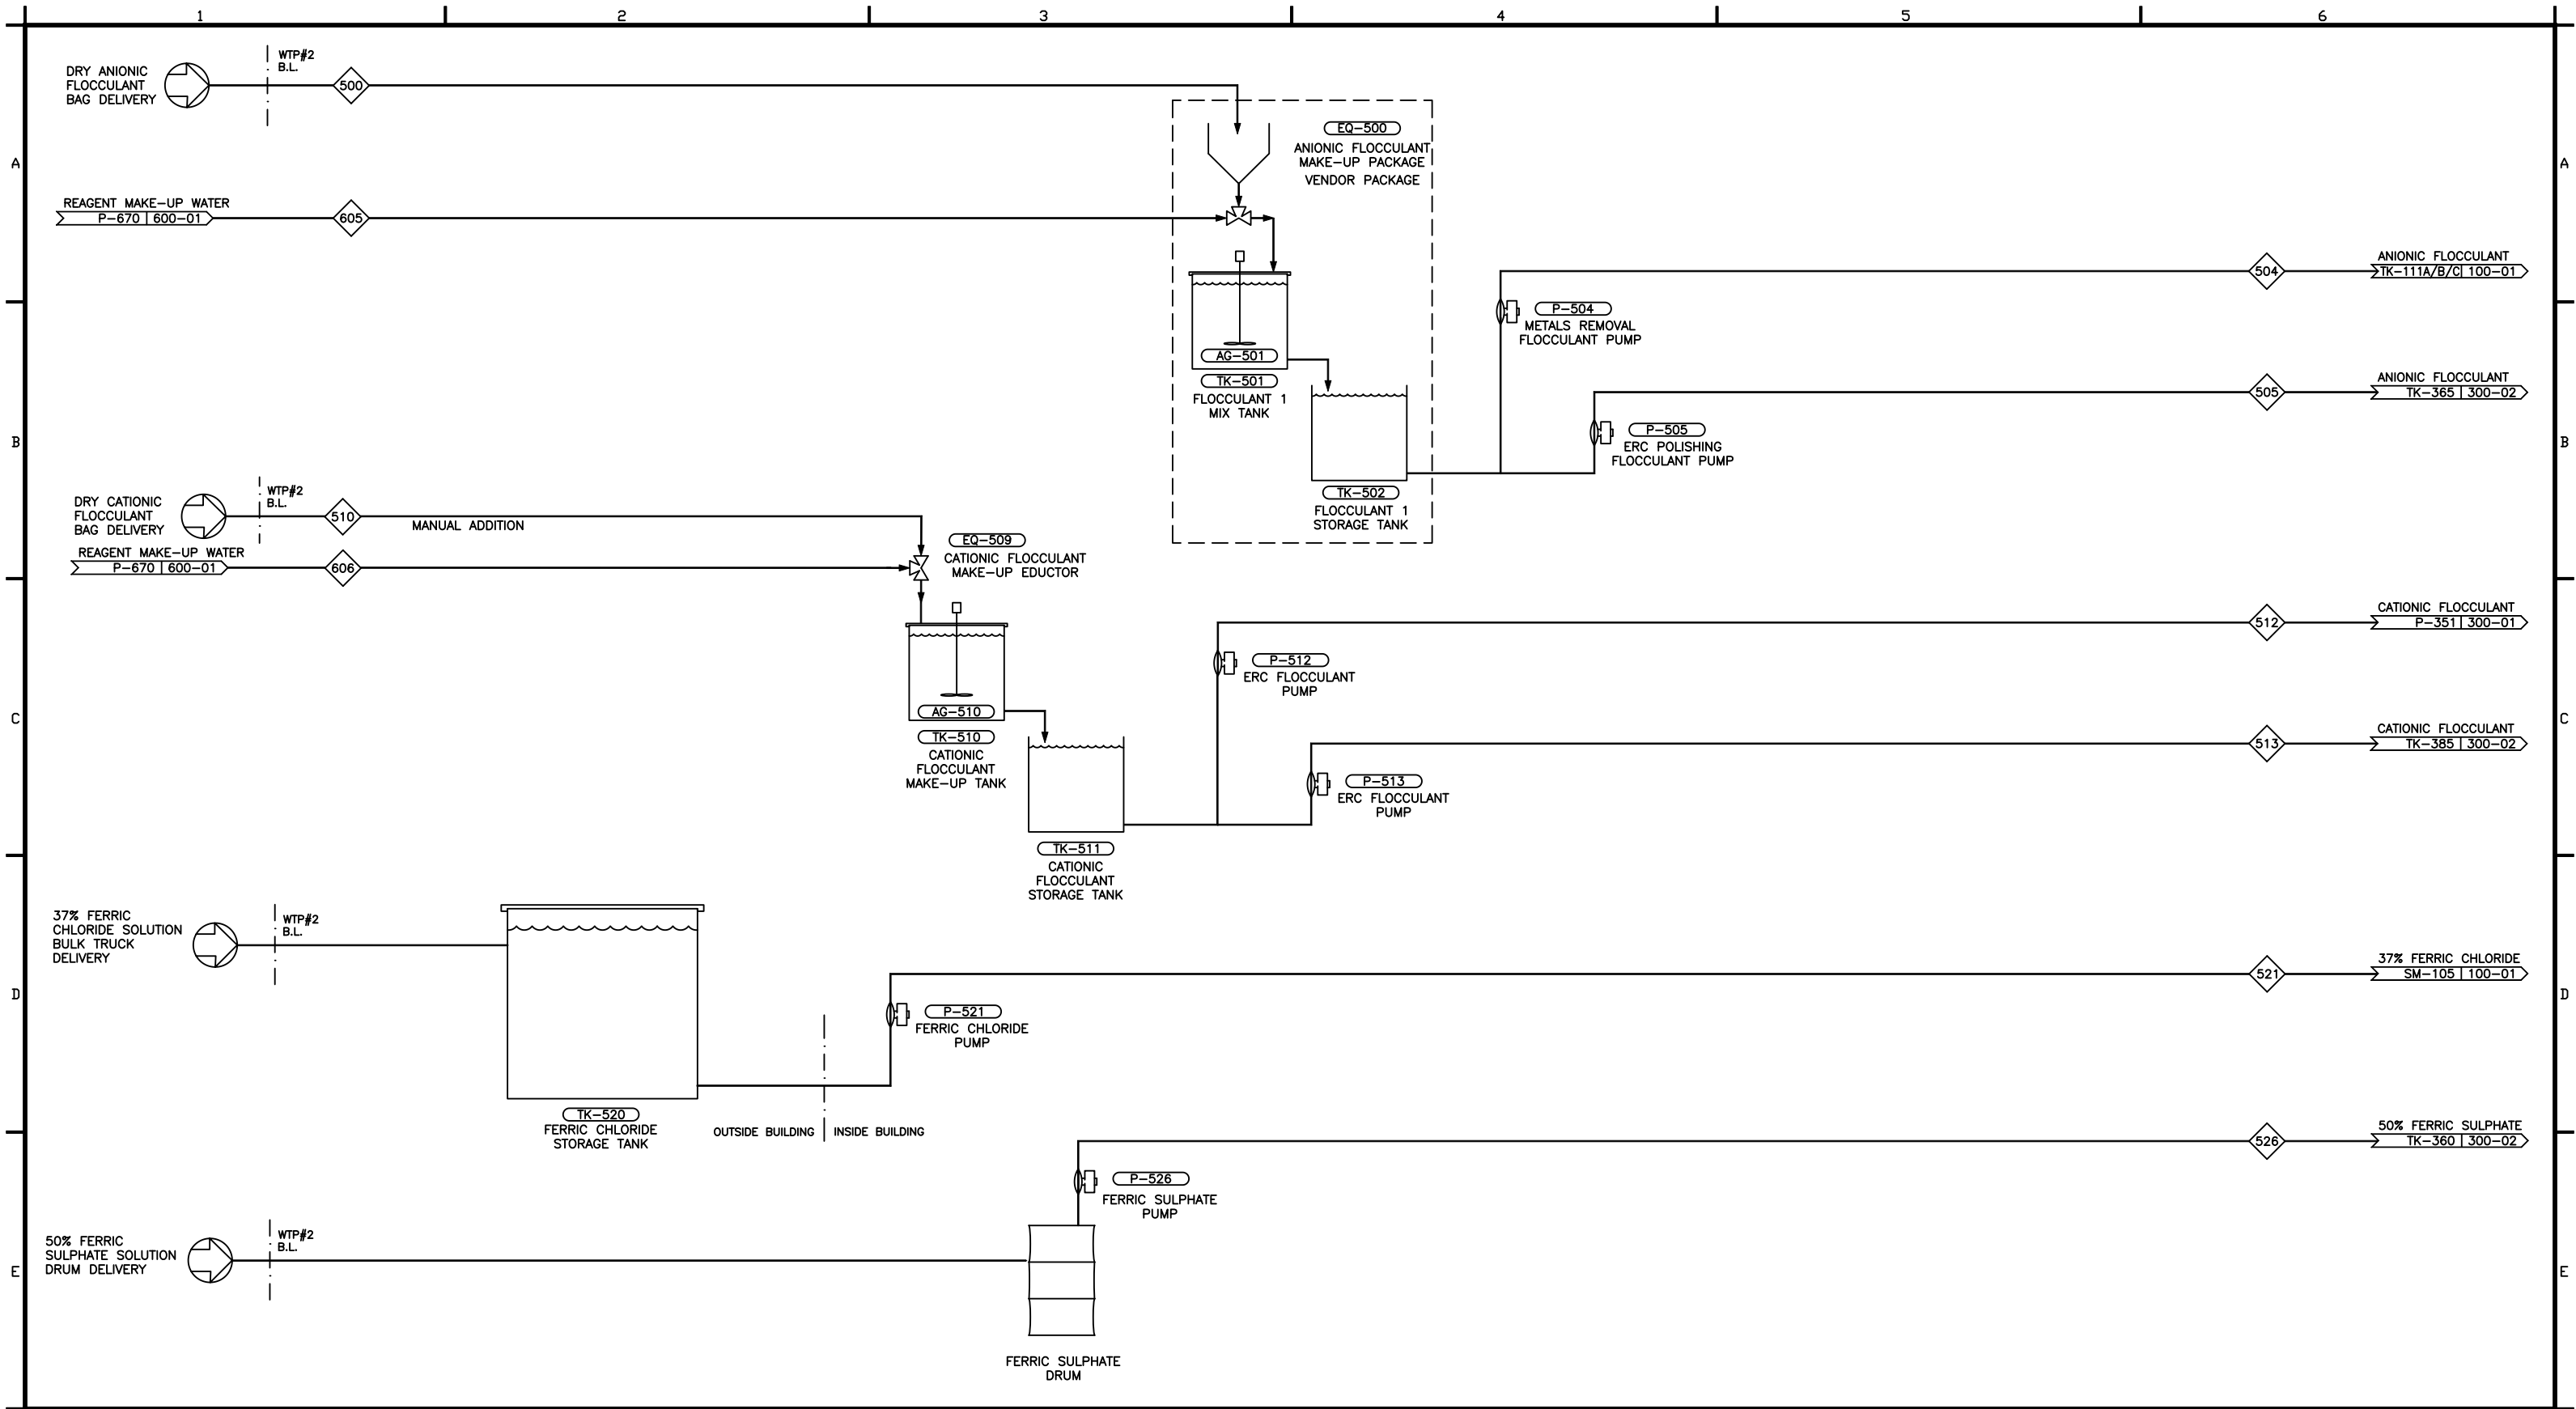 1 2 3 4 5 6
DRY ANIONIC
FLOCCULANT
BAG DELIVERY
WTP#2
B.L.
500
EQ-500
ANIONIC FLOCCULANT
MAKE-UP PACKAGE
VENDOR PACKAGE
A
A
REAGENT MAKE-UP WATER
P-670 600-01
605
ANIONIC FLOCCULANT
504
TK-111A/B/C 100-01
P-504
METALS REMOVAL
FLOCCULANT PUMP
AG-501
TK-501
FLOCCULANT 1
MIX TANK
ANIONIC FLOCCULANT
505
TK-365 300-02
P-505
ERC POLISHING
FLOCCULANT PUMP
B
B
TK-502
FLOCCULANT 1
STORAGE TANK
DRY CATIONIC
FLOCCULANT
BAG DELIVERY
WTP#2
B.L.
510
MANUAL ADDITION
REAGENT MAKE-UP WATER
P-670 600-01
606
EQ-509
CATIONIC FLOCCULANT
MAKE-UP EDUCTOR
CATIONIC FLOCCULANT
512
P-351 300-01
P-512
ERC FLOCCULANT
PUMP
AG-510
TK-510
CATIONIC
FLOCCULANT
MAKE-UP TANK
C
C
CATIONIC FLOCCULANT
513
TK-385 300-02
P-513
ERC FLOCCULANT
PUMP
TK-511
CATIONIC
FLOCCULANT
STORAGE TANK
37% FERRIC
CHLORIDE SOLUTION
BULK TRUCK
DELIVERY
WTP#2
B.L.
37% FERRIC CHLORIDE
521
SM-105 100-01
D
D
P-521
FERRIC CHLORIDE
PUMP
TK-520
FERRIC CHLORIDE
STORAGE TANK
OUTSIDE BUILDING
INSIDE BUILDING
50% FERRIC SULPHATE
526
TK-360 300-02
P-526
FERRIC SULPHATE
PUMP
50% FERRIC
SULPHATE SOLUTION
DRUM DELIVERY
WTP#2
B.L.
E
E
FERRIC SULPHATE
DRUM